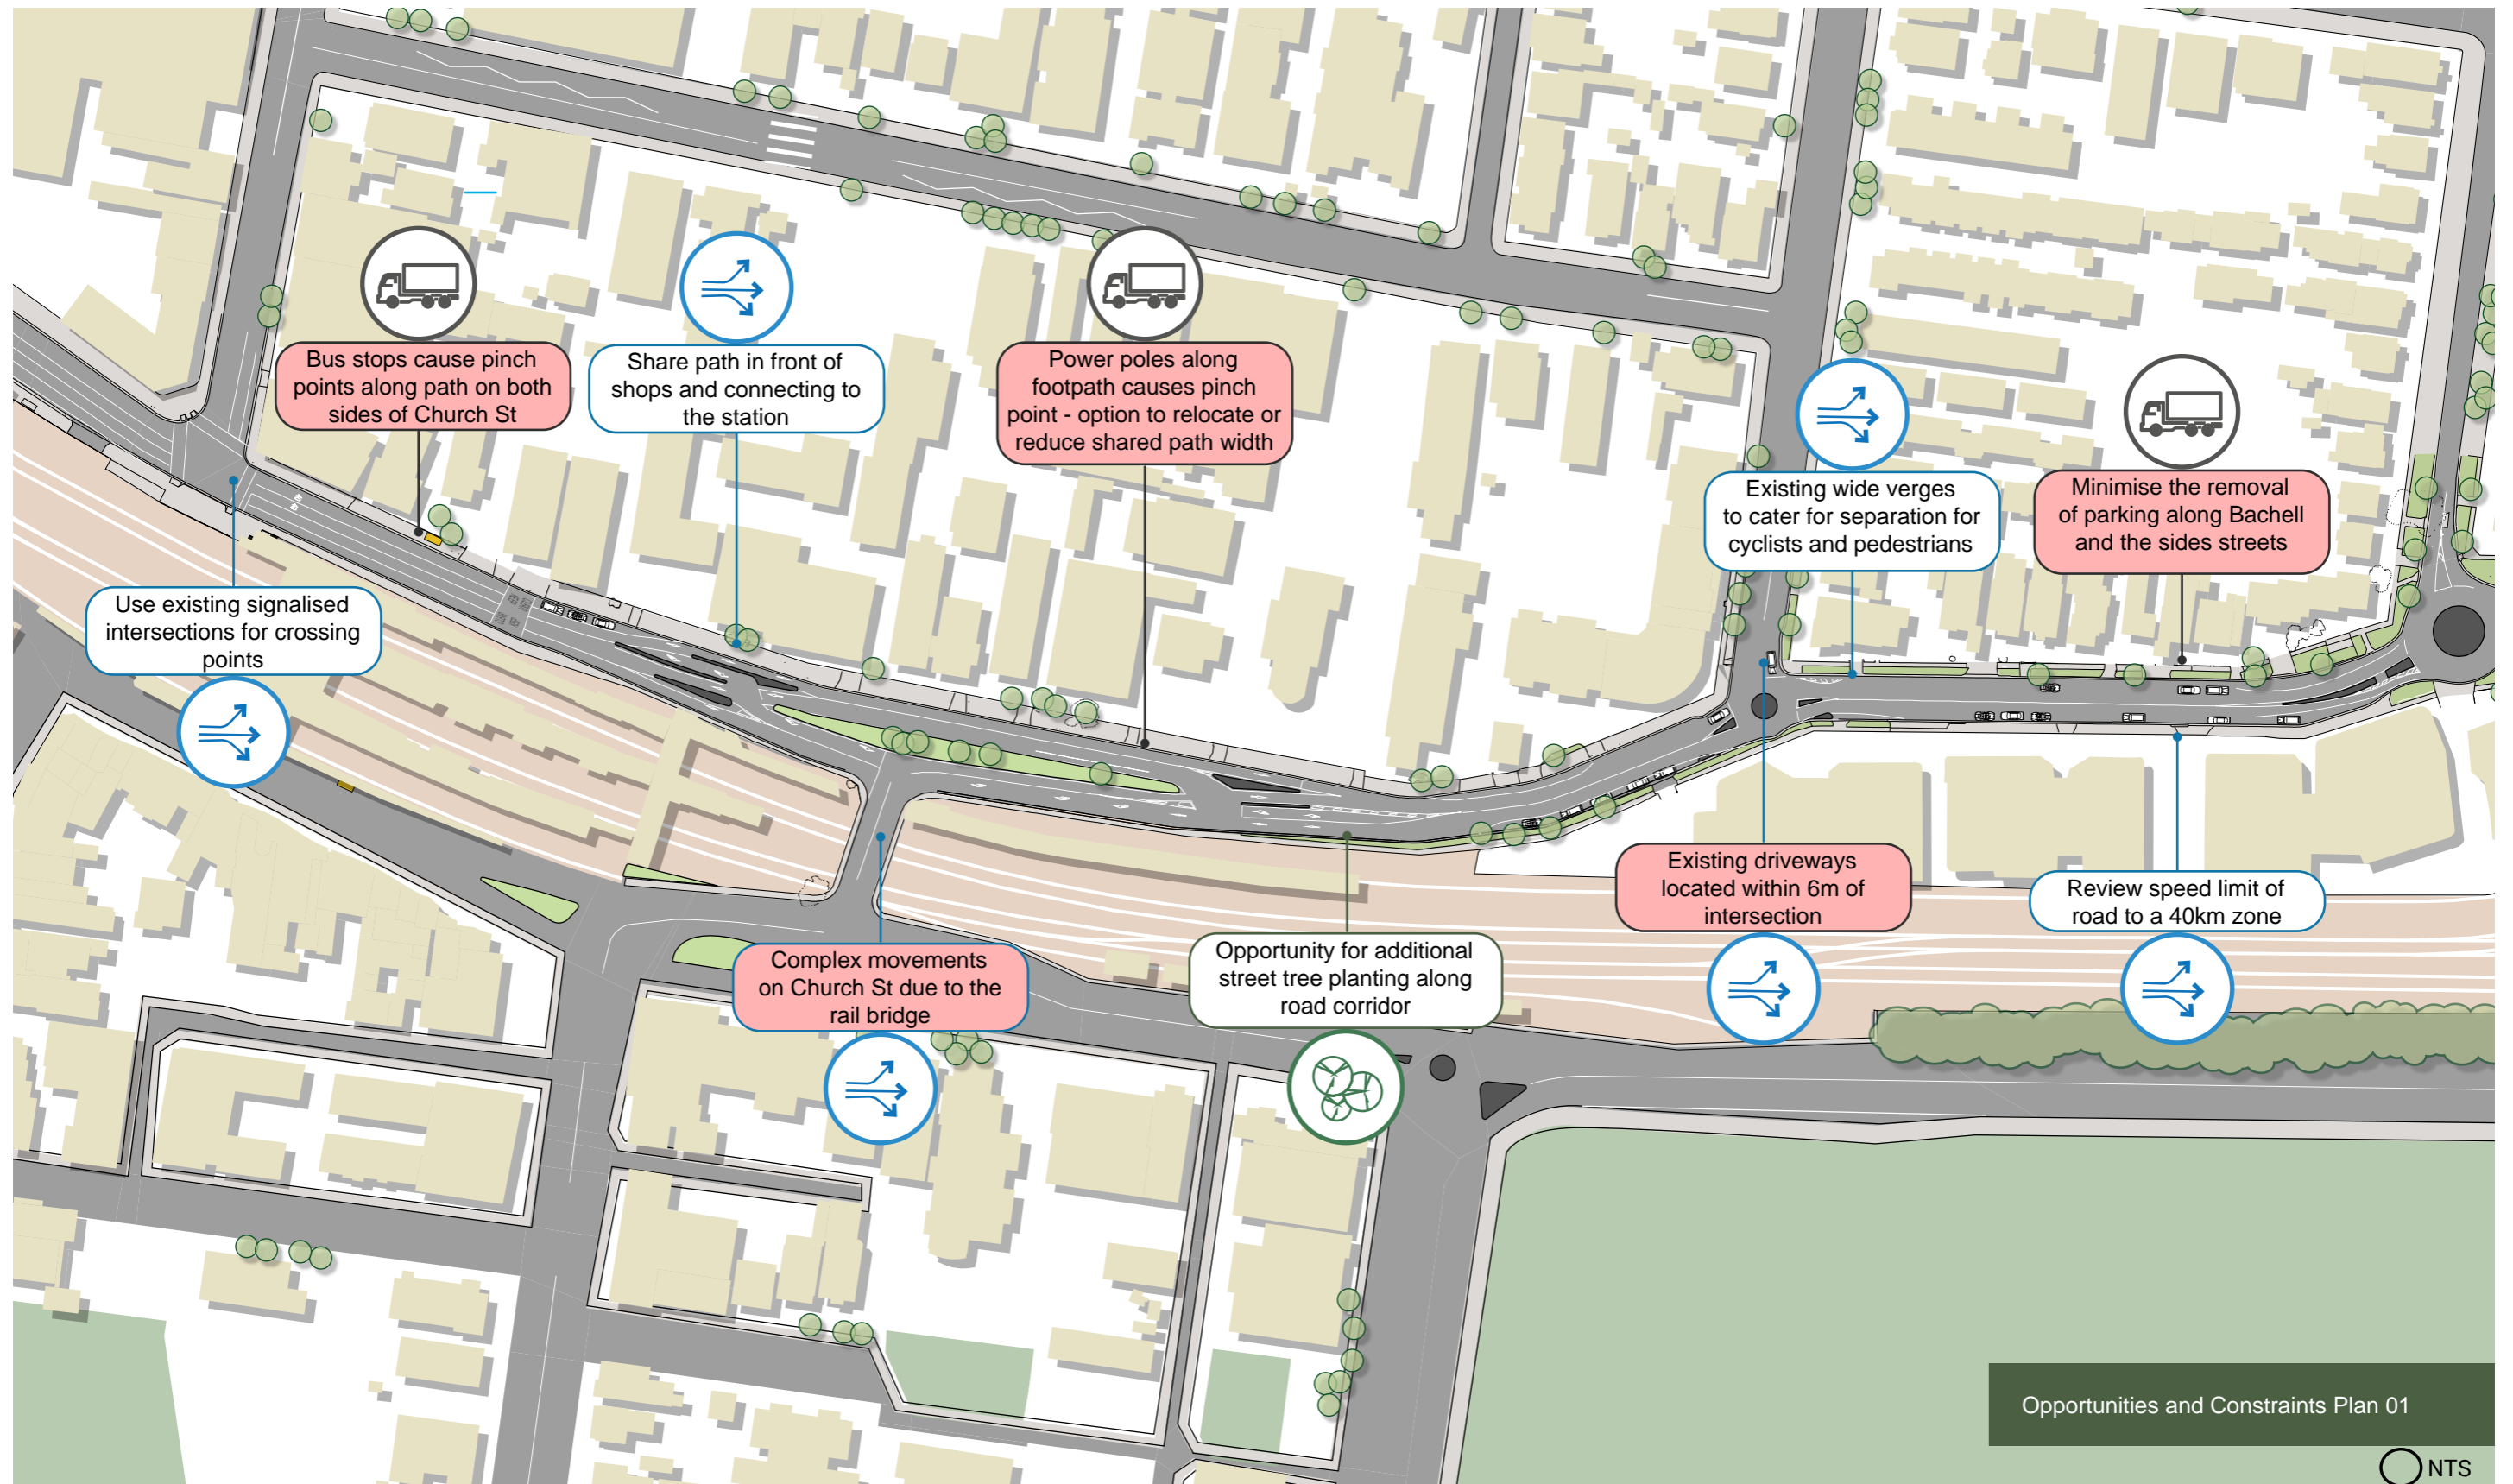 Bus stops cause pinch
points along path on both
sides of Church St
Share path in front of
shops and connecting to
the station
Power poles along
footpath causes pinch
point - option to relocate or
reduce shared path width
Existing wide verges
to cater for separation for
cyclists and pedestrians
Minimise the removal
of parking along Bachell
and the sides streets
Use existing signalised
intersections for crossing
points
Complex movements
on Church St due to the
rail bridge
Opportunity for additional
street tree planting along
road corridor
Existing driveways
located within 6m of
intersection
Review speed limit of
road to a 40km zone
Opportunities and Constraints Plan 01
NTS